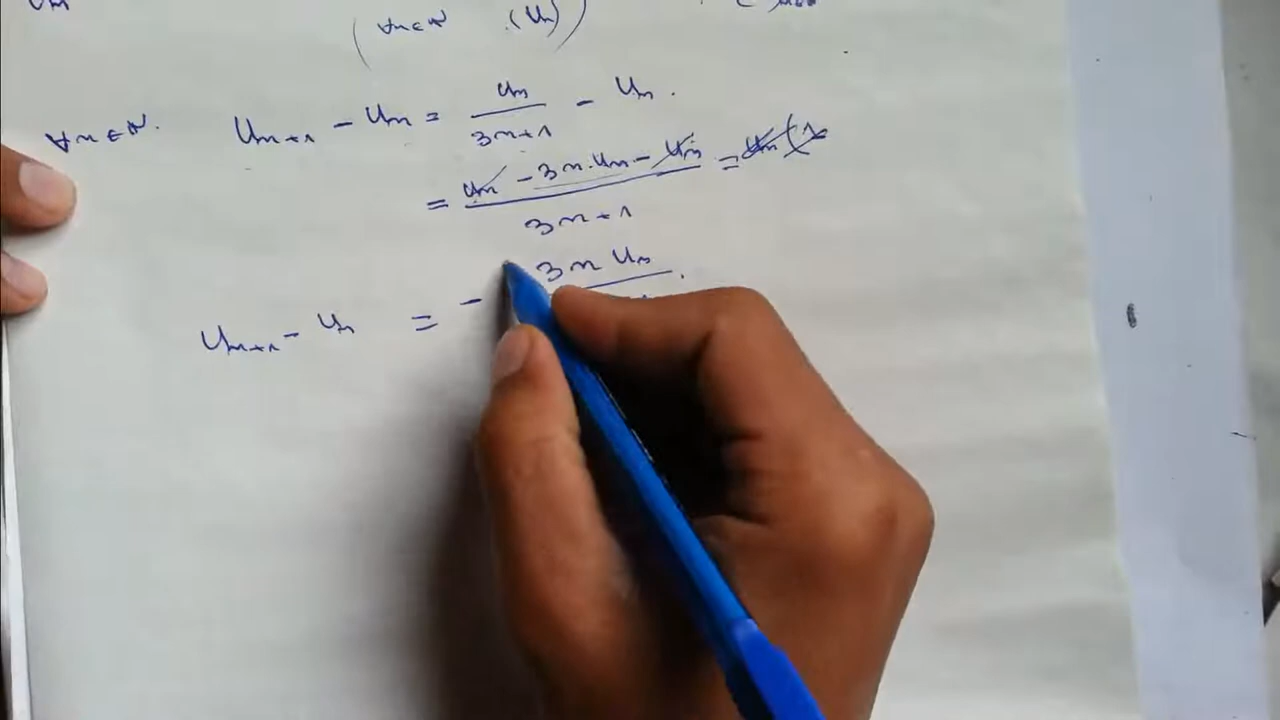 (∀n∈ℕ (Un))
∀n∈ℕ. Un+1 - Un = Un/3n+1 - Un.
= Un - 3n.Un - Un/3n+1 =
Un+1 - Un = - 3n Un